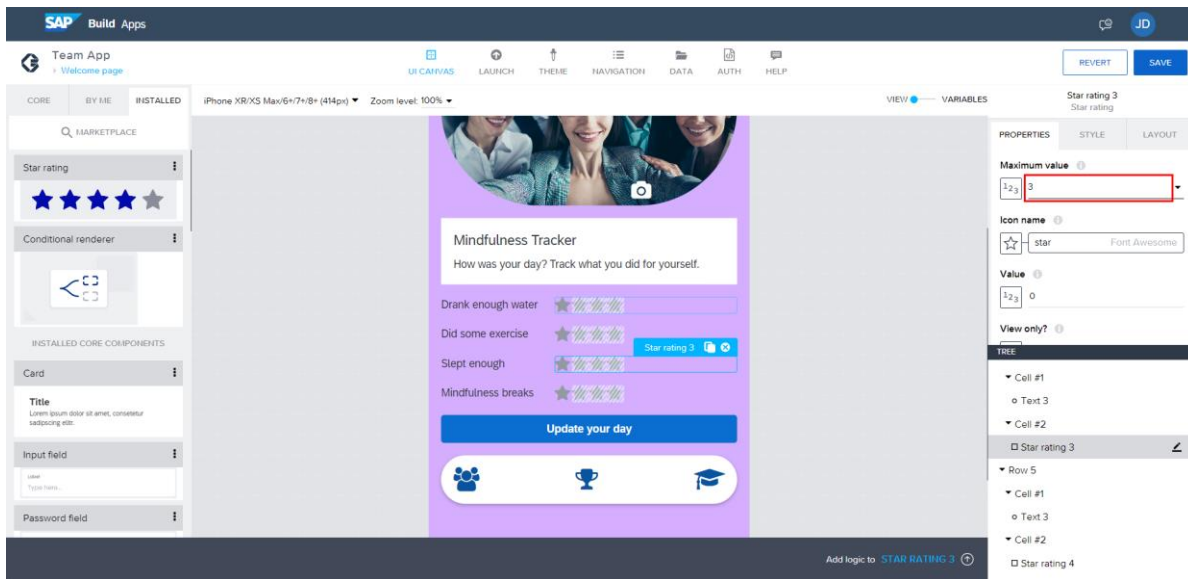 SAP Build Apps
JD
Team App
> Welcome page
UI CANVAS
LAUNCH
THEME
NAVIGATION
DATA
AUTH
HELP
REVERT
SAVE
CORE
BY ME
INSTALLED
iPhone XR/XS Max/6+/7+/8+ (414px)
Zoom level: 100%
VIEW
VARIABLES
Star rating 3
Star rating
MARKETPLACE
Star rating
Conditional renderer
INSTALLED CORE COMPONENTS
Card
Title
Lorem ipsum dolor sit amet, consetetur
sadipscing elitr.
Input field
Label
Type here..
Password field
Mindfulness Tracker
How was your day? Track what you did for yourself.
Drank enough water
Did some exercise
Star rating 3
Slept enough
Mindfulness breaks
Update your day
Add logic to STAR RATING 3
PROPERTIES
STYLE
LAYOUT
Maximum value
123
3
Icon name
star
Font Awesome
Value
123
0
View only?
TREE
Cell #1
Text 3
Cell #2
Star rating 3
Row 5
Cell #1
Text 3
Cell #2
Star rating 4